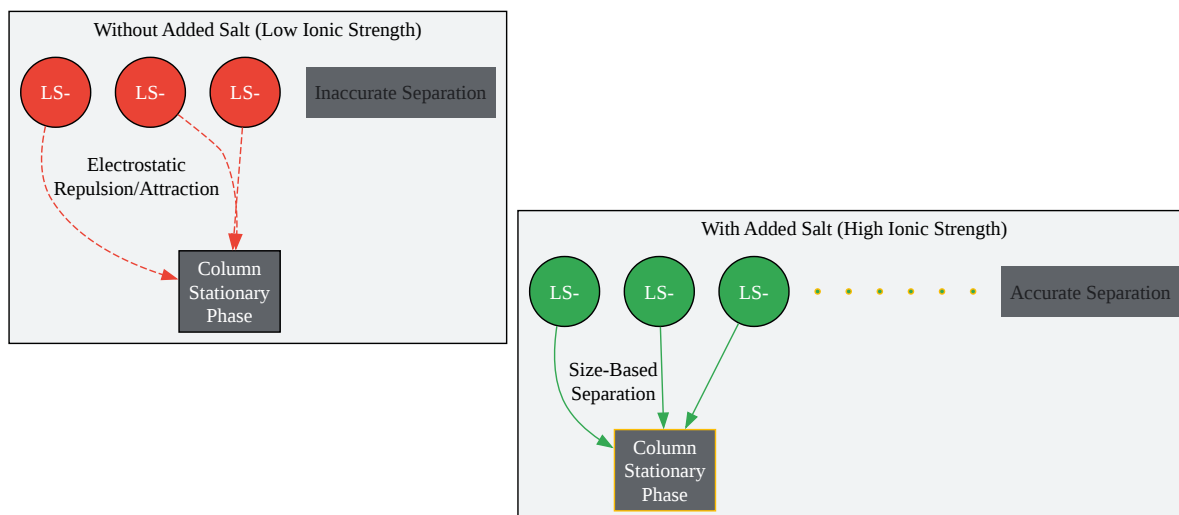 Without Added Salt (Low Ionic Strength)
LS-
LS-
LS-
Inaccurate Separation
Electrostatic
Repulsion/Attraction
Column
Stationary
Phase
With Added Salt (High Ionic Strength)
LS-
LS-
LS-
Accurate Separation
Size-Based
Separation
Column
Stationary
Phase